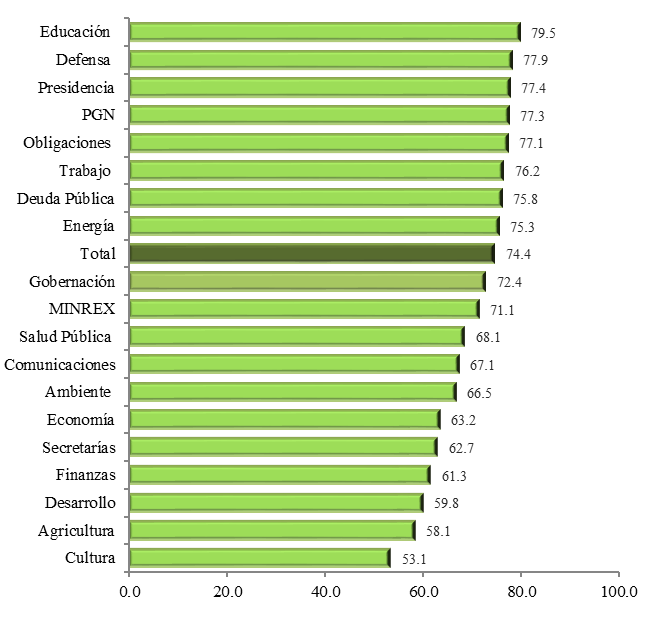 Educación 79.5
Defensa 77.9
Presidencia 77.4
PGN 77.3
Obligaciones 77.1
Trabajo 76.2
Deuda Pública 75.8
Energía 75.3
Total 74.4
Gobernación 72.4
MINREX 71.1
Salud Pública 68.1
Comunicaciones 67.1
Ambiente 66.5
Economía 63.2
Secretarías 62.7
Finanzas 61.3
Desarrollo 59.8
Agricultura 58.1
Cultura 53.1
0.0 20.0 40.0 60.0 80.0 100.0